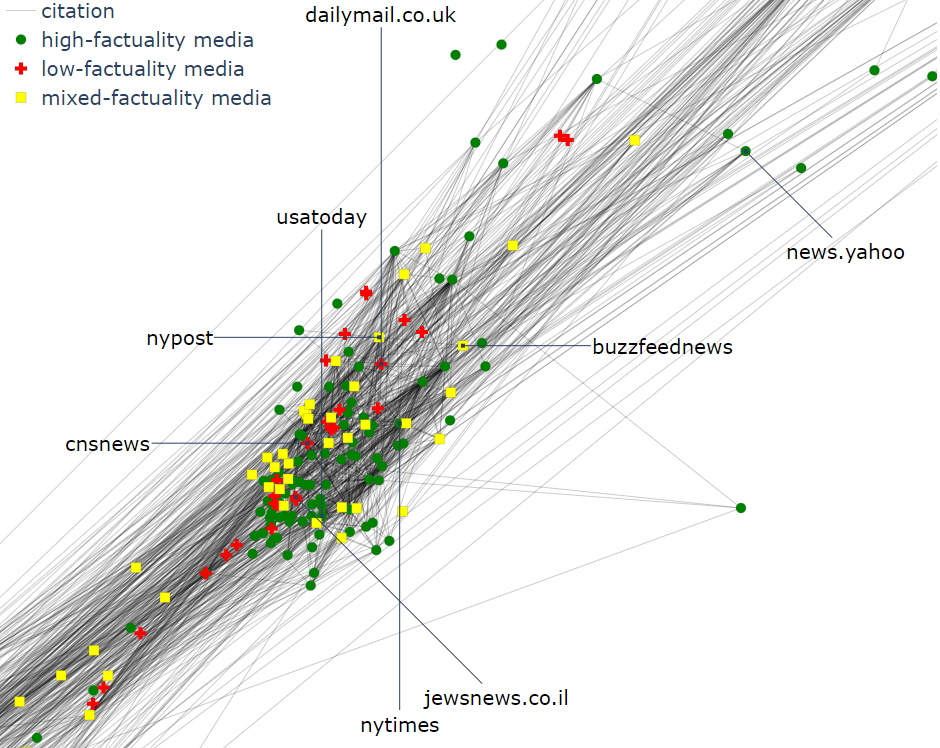 dailymail.co.uk
citation
high-factuality media
low-factuality media
mixed-factuality media
usatoday
news.yahoo
nypost
buzzfeednews
cnsnews
jewsnews.co.il
nytimes